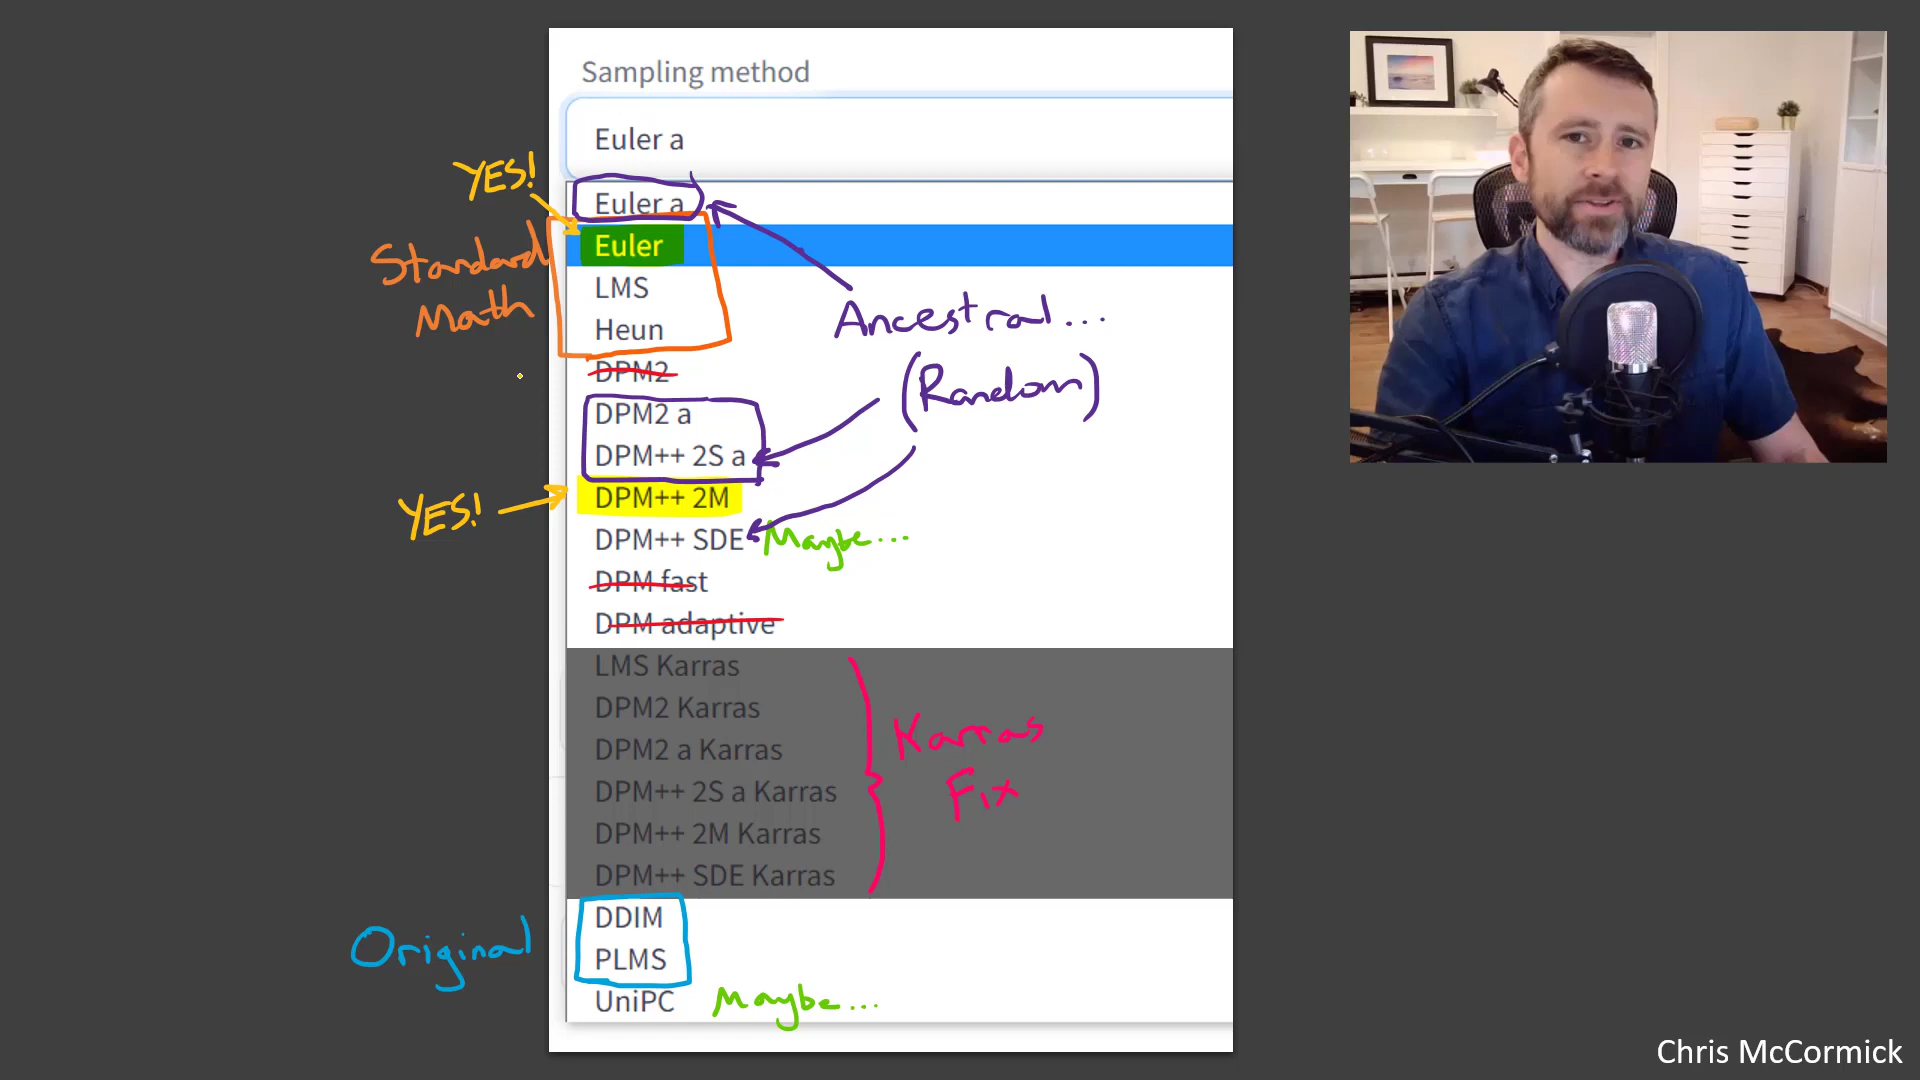 Sampling method
Euler a
YES!
Euler a
Euler
Standard
Math
LMS
Heun
Ancestral...
(Random)
DPM2
DPM2 a
DPM++ 2S a
YES!
DPM++ 2M
DPM++ SDE Maybe...
DPM fast
DPM adaptive
LMS Karras
DPM2 Karras
DPM2 a Karras
DPM++ 2S a Karras
DPM++ 2M Karras
DPM++ SDE Karras
Karras
Fix
Original
DDIM
PLMS
UniPC Maybe...
Chris McCormick